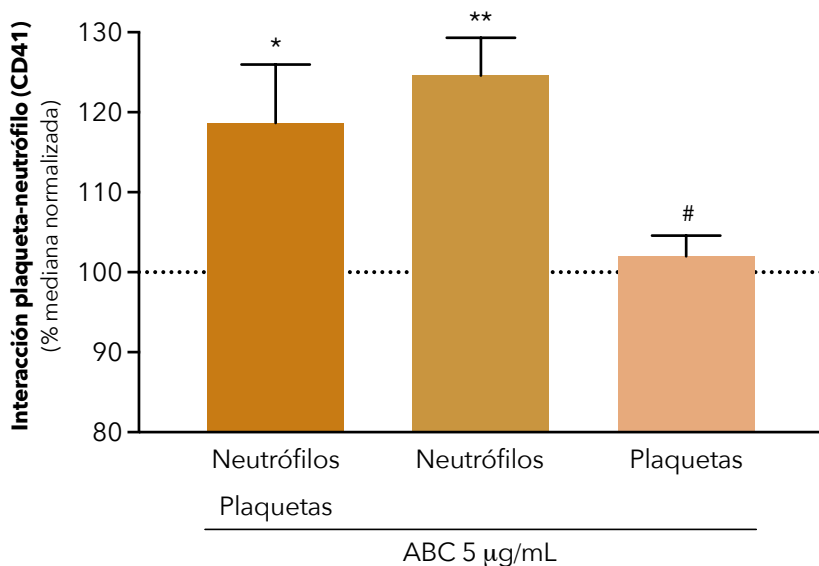 Interacción plaqueta-neutrófilo (CD41)
(% mediana normalizada)
130
120
110
100
90
80
*
**
#
Neutrófilos
Plaquetas
Neutrófilos
Plaquetas
ABC 5 μg/mL